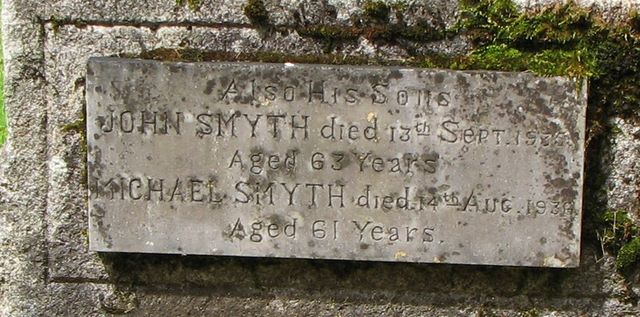 Also His Sons
JOHN SMYTH died 13th SEPT.
Aged 63 Years
MICHAEL SMYTH died 14th AUG.
Aged 61 Years.